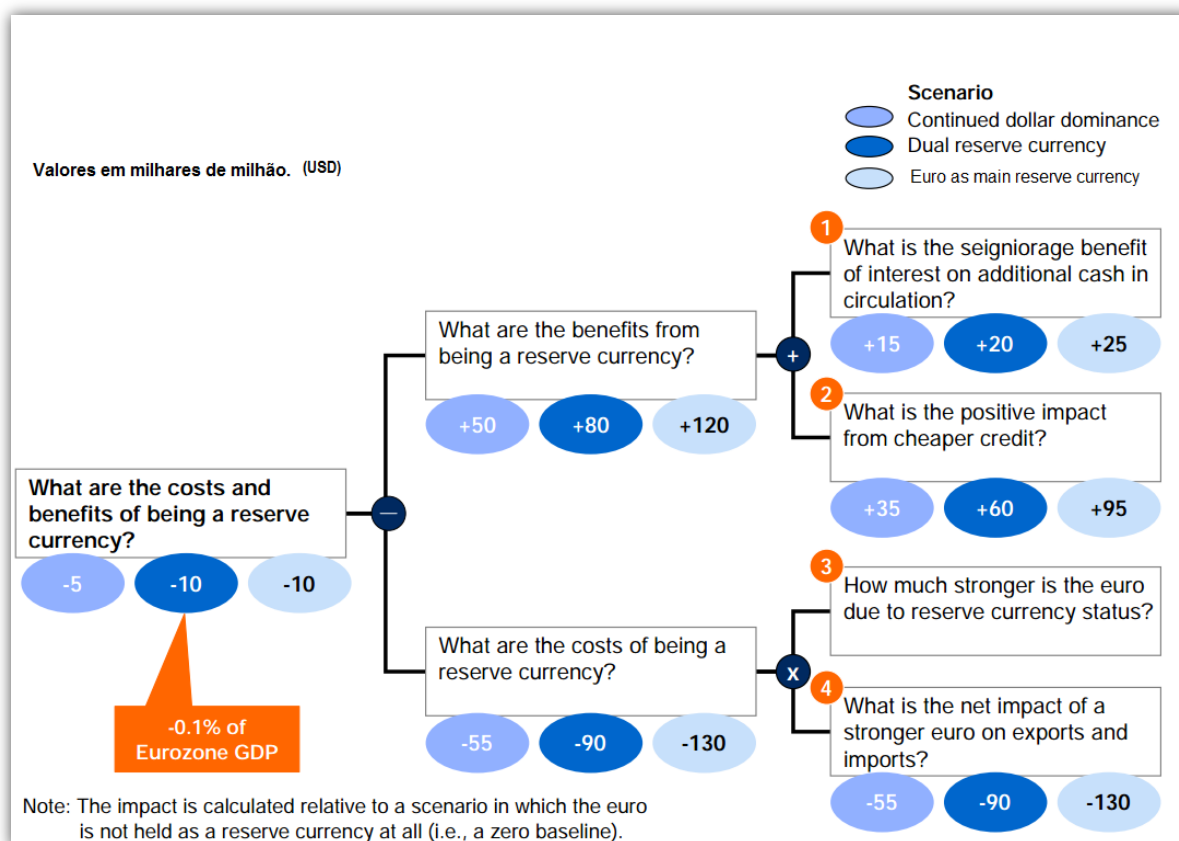 Scenario
Continued dollar dominance
Dual reserve currency
Euro as main reserve currency
Valores em milhares de milhão. (USD)
1
What is the seigniorage benefit
of interest on additional cash in
circulation?
+15 +20 +25
What are the benefits from
being a reserve currency?
+50 +80 +120
+
2
What is the positive impact
from cheaper credit?
+35 +60 +95
What are the costs and
benefits of being a reserve
currency?
-5 -10 -10
—
-0.1% of
Eurozone GDP
3
How much stronger is the euro
due to reserve currency status?
What are the costs of being a
reserve currency?
-55 -90 -130
x
4
What is the net impact of a
stronger euro on exports and
imports?
-55 -90 -130
Note: The impact is calculated relative to a scenario in which the euro
is not held as a reserve currency at all (i.e., a zero baseline).